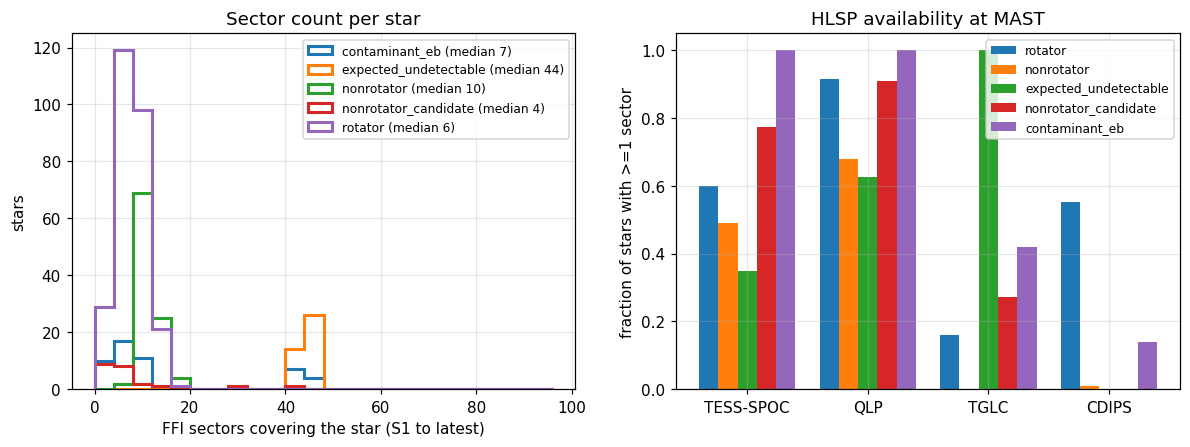 Sector count per star
120
100
80
60
40
20
0
stars
0
20
40
60
80
100
FFI sectors covering the star (S1 to latest)
contaminant_eb (median 7)
expected_undetectable (median 44)
nonrotator (median 10)
nonrotator_candidate (median 4)
rotator (median 6)
HLSP availability at MAST
1.0
0.8
0.6
0.4
0.2
0.0
fraction of stars with >=1 sector
TESS-SPOC
QLP
TGLC
CDIPS
rotator
nonrotator
expected_undetectable
nonrotator_candidate
contaminant_eb